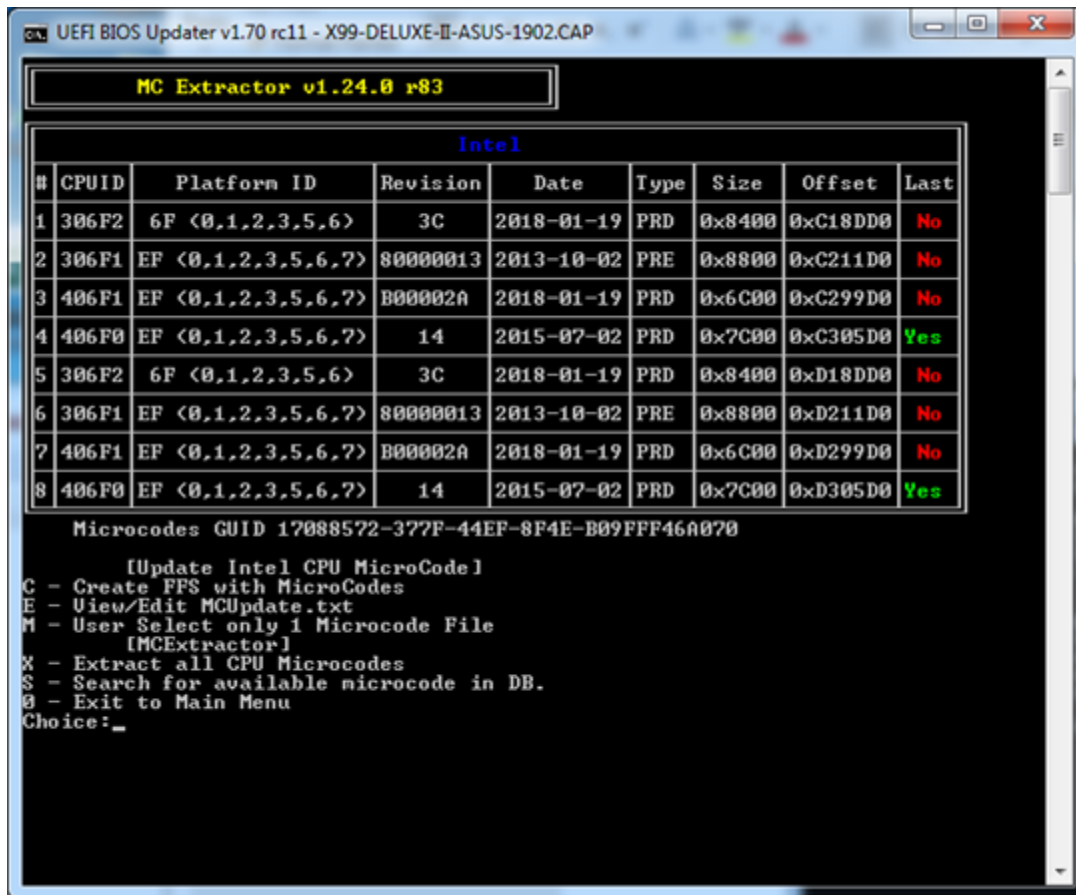 UEFI BIOS Updater v1.70 rc11 - X99-DELUXE-II-ASUS-1902.CAP
MC Extractor v1.24.0 r83
Intel
# CPUID Platform ID Revision Date Type Size Offset Last
1 306F2 6F (0,1,2,3,5,6) 3C 2018-01-19 PRD 0x8400 0xC18DD0 No
2 306F1 EF (0,1,2,3,5,6,7) 80000013 2013-10-02 PRE 0x8800 0xC211D0 No
3 406F1 EF (0,1,2,3,5,6,7) B00002A 2018-01-19 PRD 0x6C00 0xC299D0 No
4 406F0 EF (0,1,2,3,5,6,7) 14 2015-07-02 PRD 0x7C00 0xC305D0 Yes
5 306F2 6F (0,1,2,3,5,6) 3C 2018-01-19 PRD 0x8400 0xD18DD0 No
6 306F1 EF (0,1,2,3,5,6,7) 80000013 2013-10-02 PRE 0x8800 0xD211D0 No
7 406F1 EF (0,1,2,3,5,6,7) B00002A 2018-01-19 PRD 0x6C00 0xD299D0 No
8 406F0 EF (0,1,2,3,5,6,7) 14 2015-07-02 PRD 0x7C00 0xD305D0 Yes
Microcodes GUID 17088572-377F-44EF-8F4E-B09FFF46A070
[Update Intel CPU MicroCode]
C - Create FFS with MicroCodes
E - View/Edit MCUpdate.txt
M - User Select only 1 Microcode File
[MCExtractor]
X - Extract all CPU Microcodes
S - Search for available microcode in DB.
0 - Exit to Main Menu
Choice:_